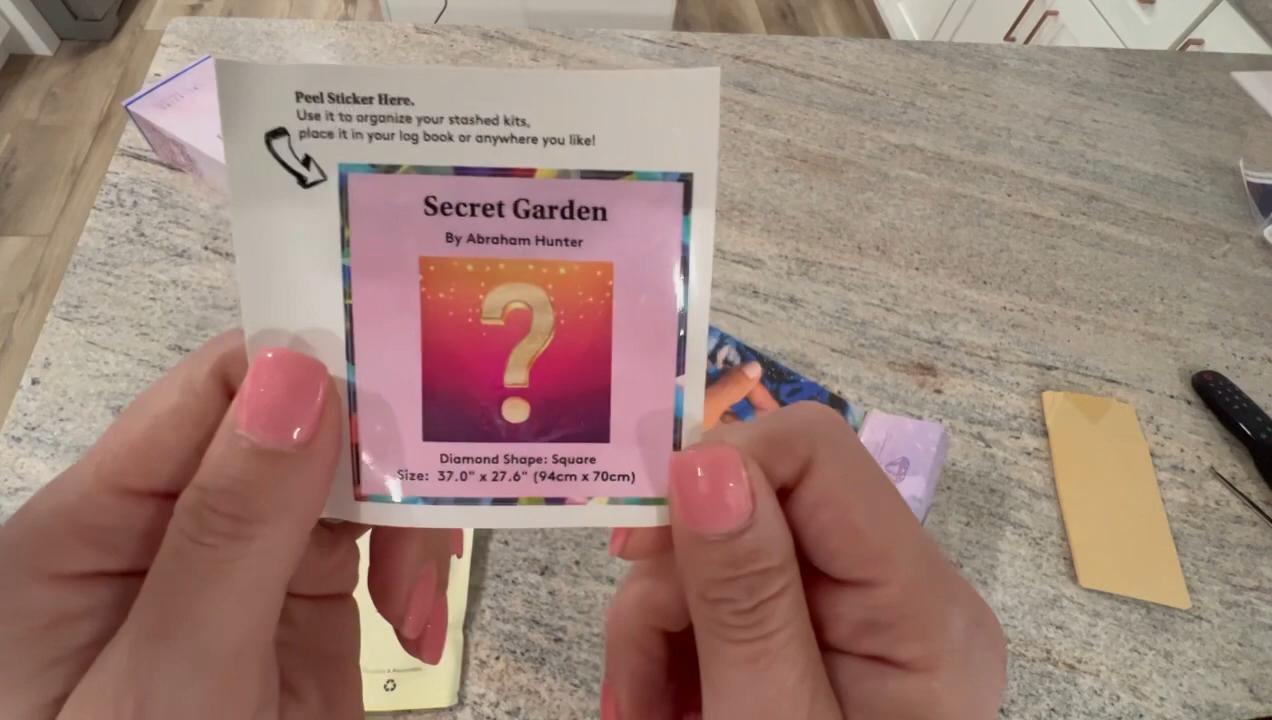 Peel Sticker Here.
Use it to organize your stashed kits,
place it in your log book or anywhere you like!
Secret Garden
By Abraham Hunter
?
Diamond Shape: Square
Size: 37.0" x 27.6" (94cm x 70cm)